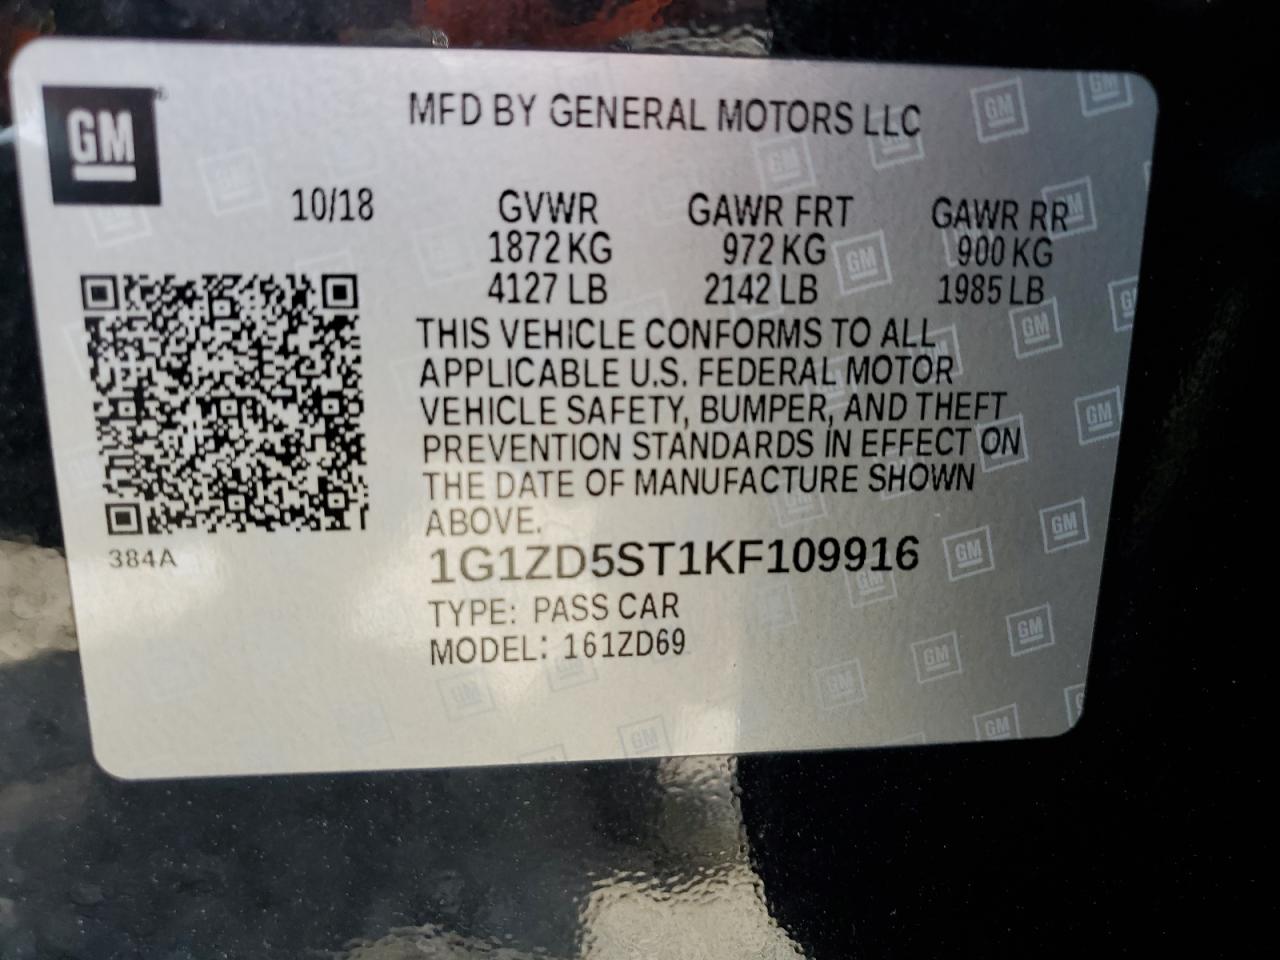 GM
MFD BY GENERAL MOTORS LLC
10/18 GVWR GAWR FRT GAWR RR
1872 KG 972 KG 900 KG
4127 LB 2142 LB 1985 LB
THIS VEHICLE CONFORMS TO ALL
APPLICABLE U.S. FEDERAL MOTOR
VEHICLE SAFETY, BUMPER, AND THEFT
PREVENTION STANDARDS IN EFFECT ON
THE DATE OF MANUFACTURE SHOWN
ABOVE.
384A
1G1ZD5ST1KF109916
TYPE: PASS CAR
MODEL: 161ZD69